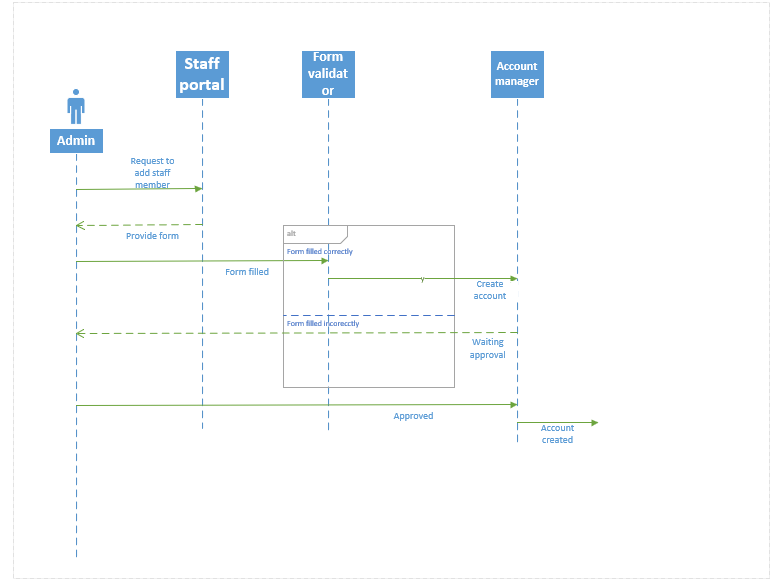 Staff
portal
Form
validat
or
Account
manager
Admin
Request to
add staff
member
Provide form
alt
Form filled correctly
Form filled
Create
account
Form filled incorecctly
Waiting
approval
Approved
Account
created